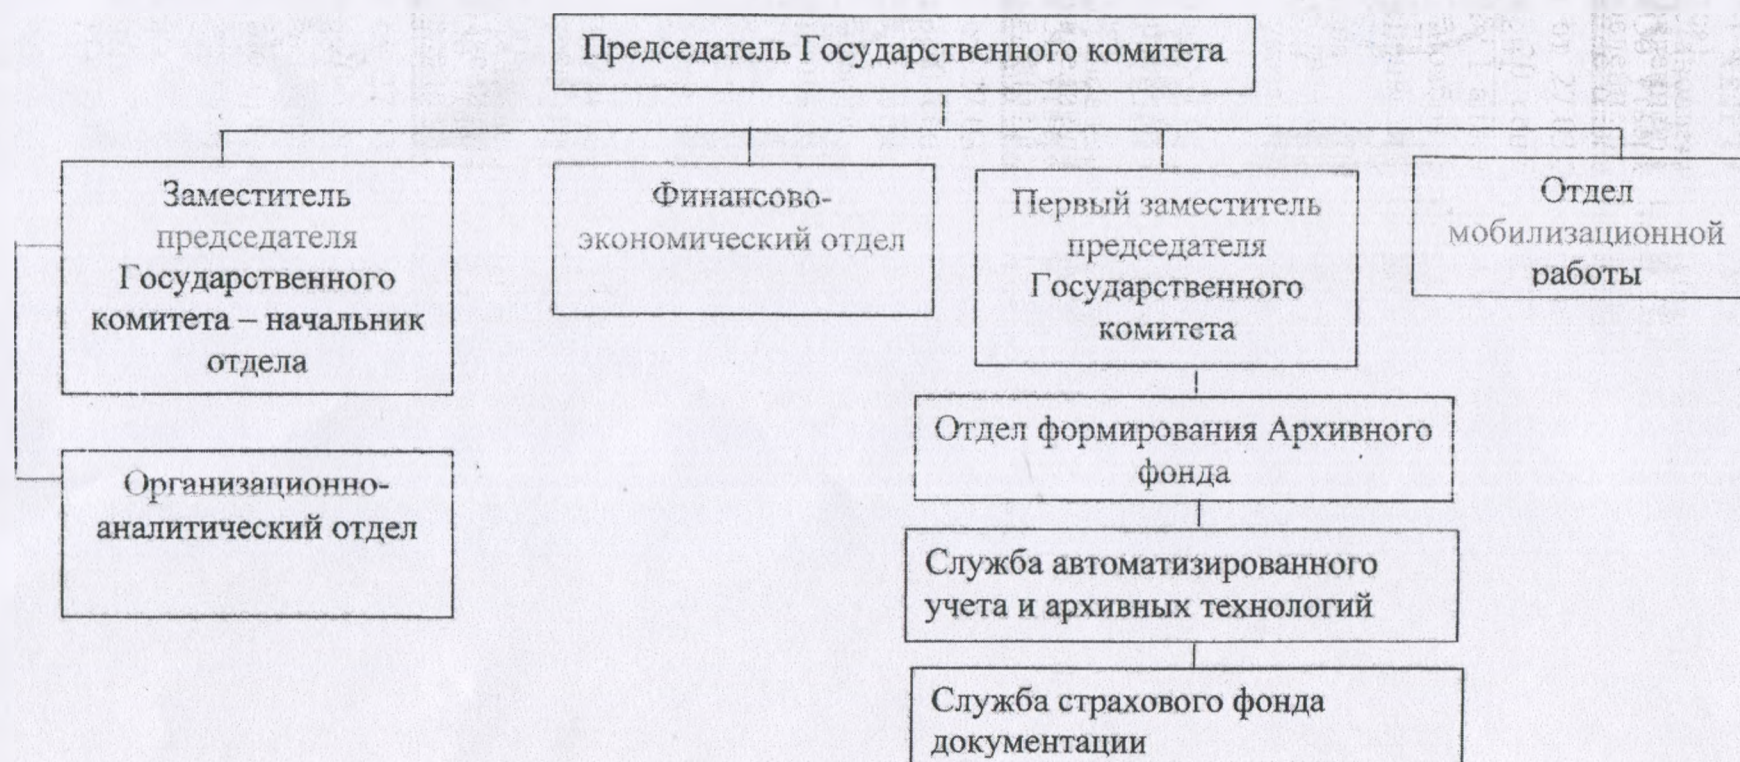 Председатель Государственного комитета
Заместитель
председателя
Государственного
комитета – начальник
отдела
Финансово-
экономический отдел
Первый заместитель
председателя
Государственного
комитета
Отдел
мобилизационной
работы
Организационно-
аналитический отдел
Отдел формирования Архивного
фонда
Служба автоматизированного
учета и архивных технологий
Служба страхового фонда
документации